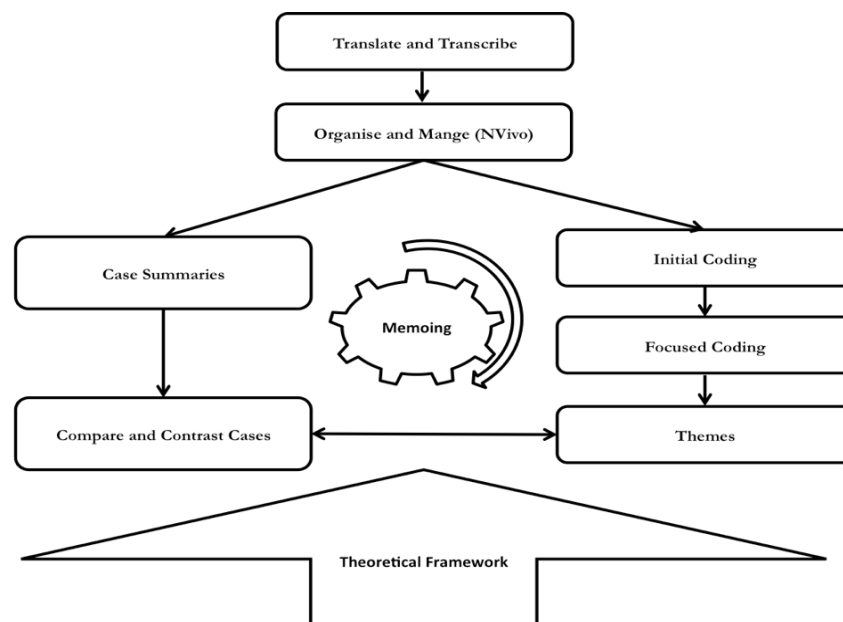 Translate and Transcribe
Organise and Mange (NVivo)
Case Summaries
Initial Coding
Memoing
Focused Coding
Compare and Contrast Cases
Themes
Theoretical Framework